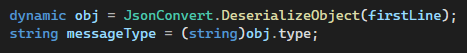 dynamic obj = JsonConvert.DeserializeObject(firstLine);
string messageType = (string)obj.type;